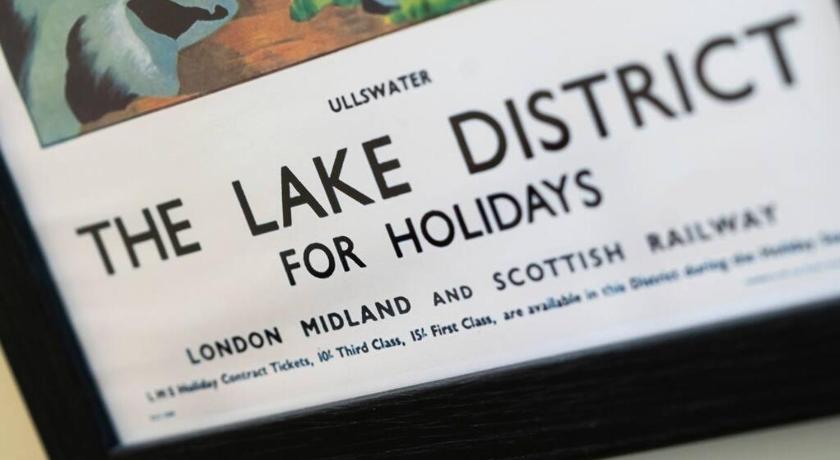 ULLSWATER
THE LAKE DISTRICT
FOR HOLIDAYS
LONDON MIDLAND AND SCOTTISH RAILWAY
L M S Holiday Contract Tickets, 10/- Third Class, 15/- First Class, are available in this District during the Holiday